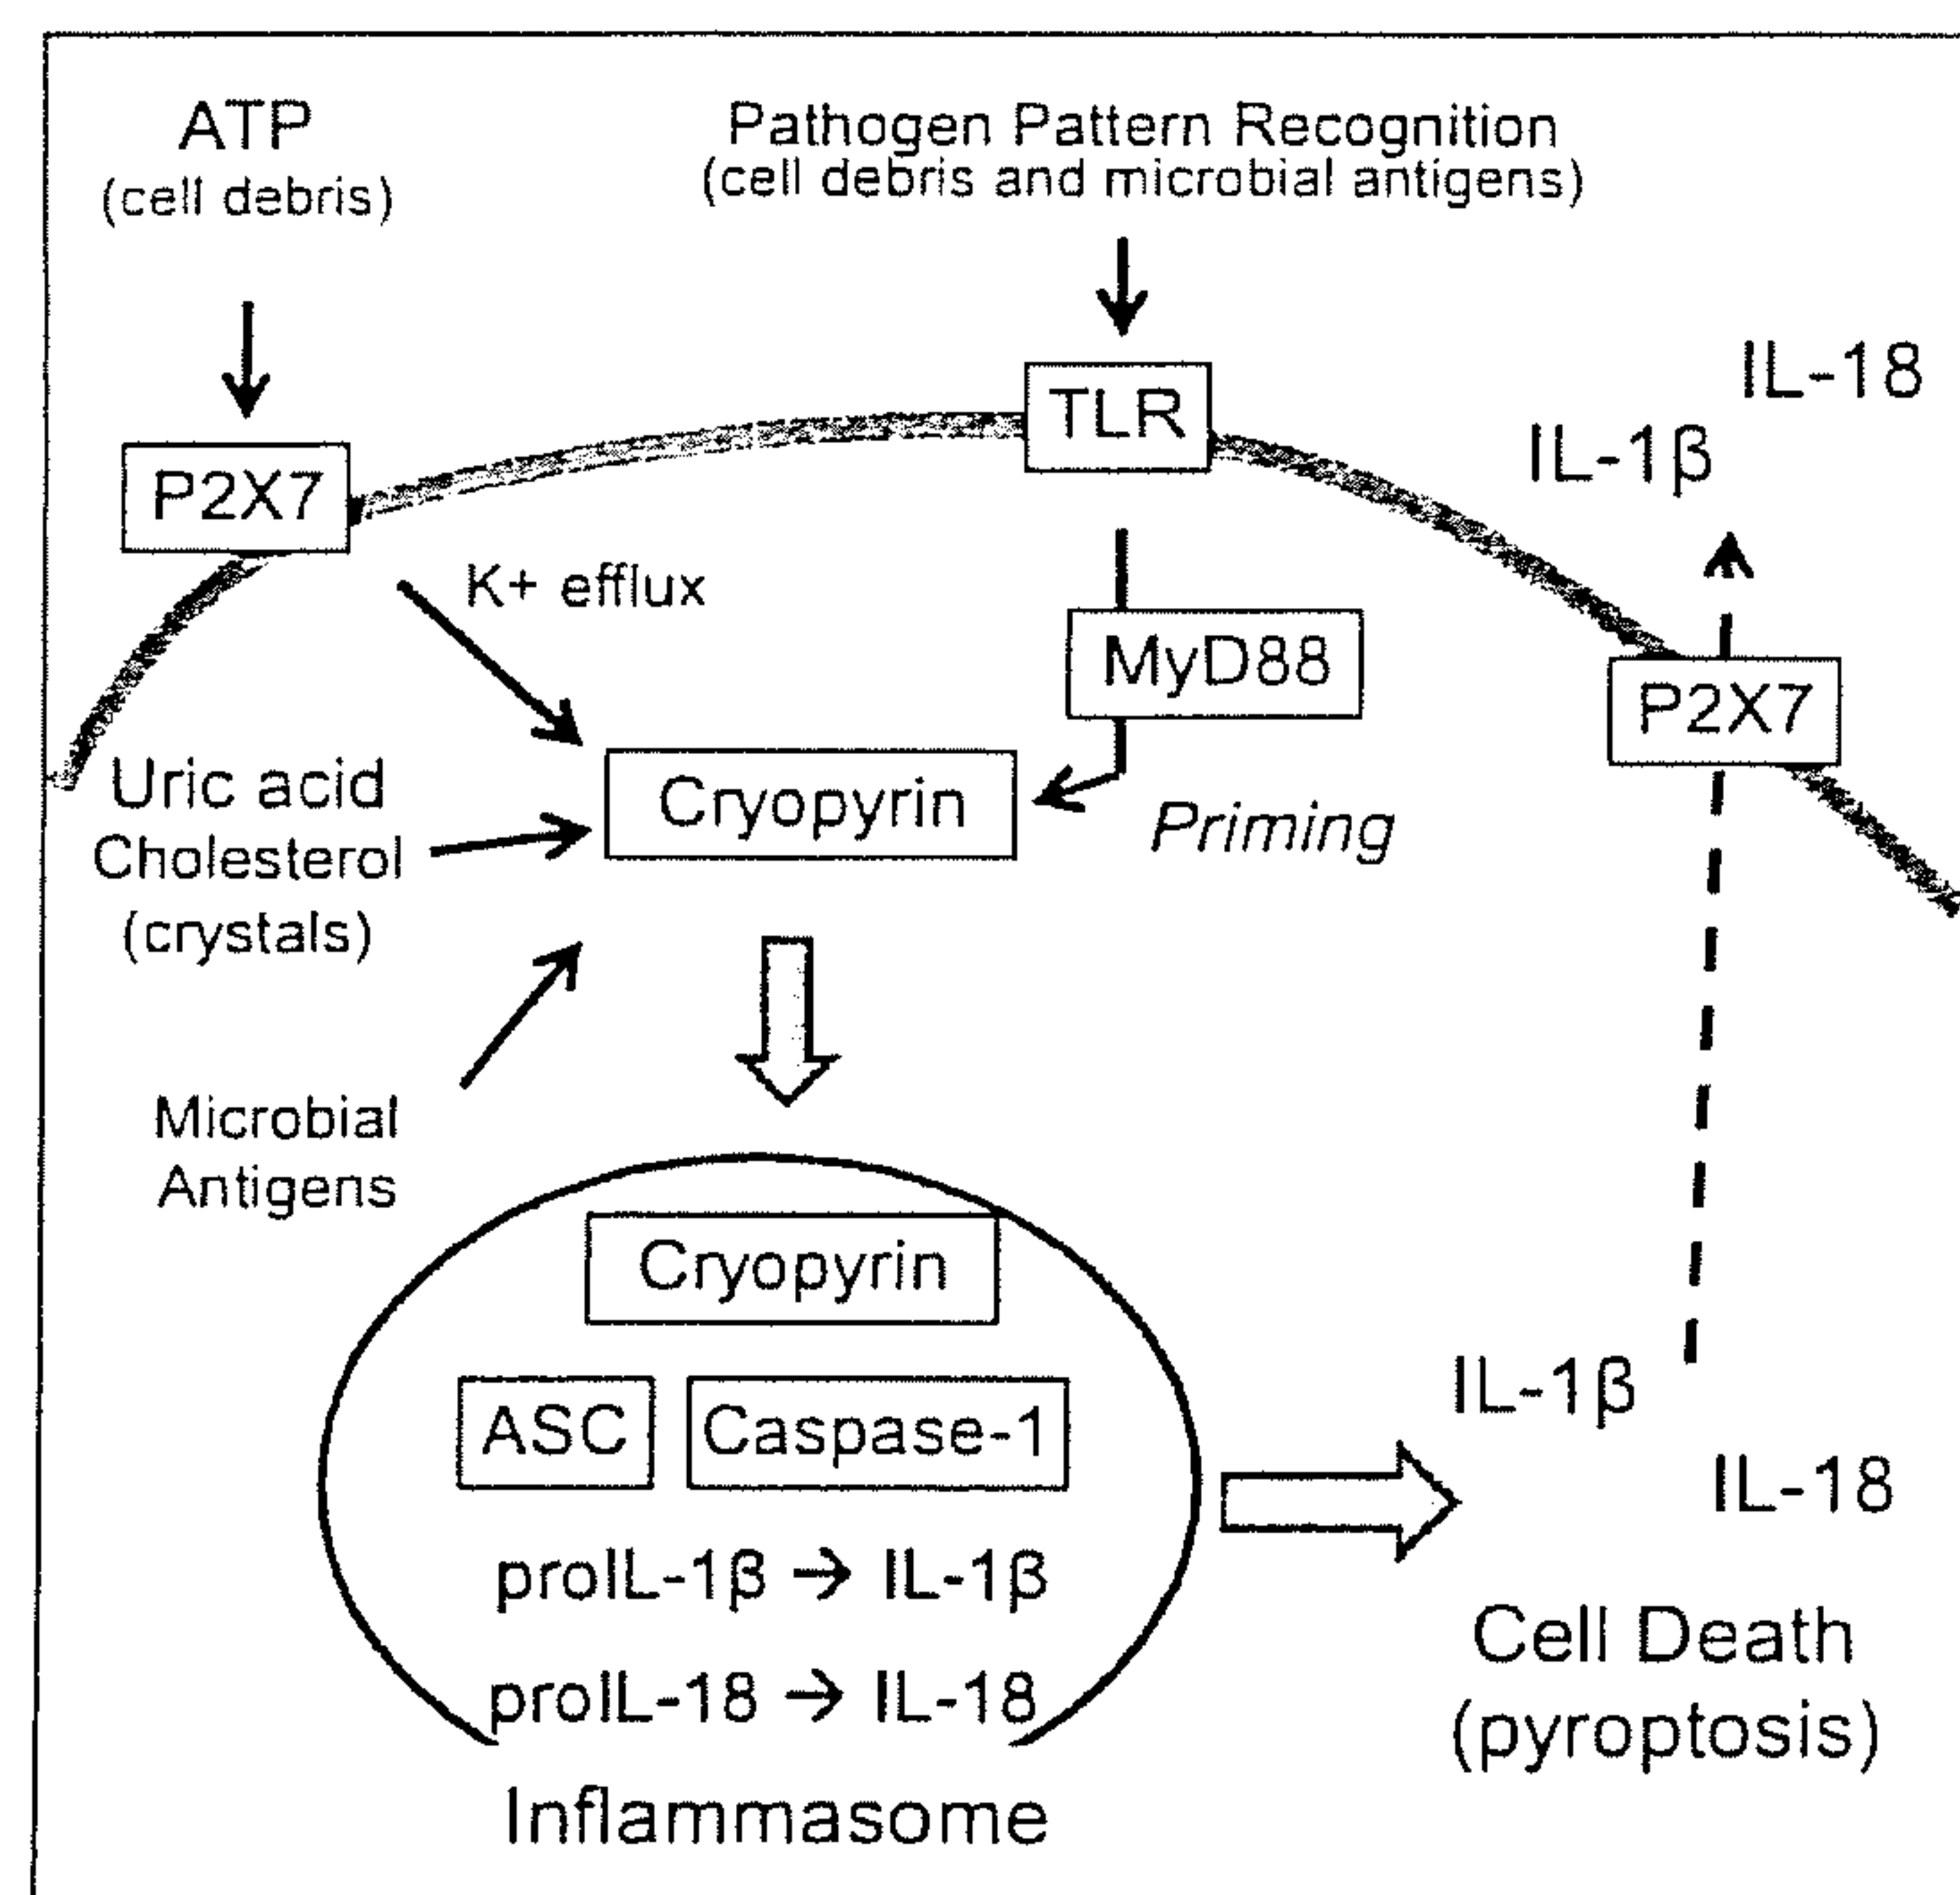 ATP
(cell debris)
Pathogen Pattern Recognition
(cell debris and microbial antigens)
TLR
IL-18
IL-1β
P2X7
K+ efflux
MyD88
P2X7
Uric acid
Cholesterol
(crystals)
Cryopyrin
Priming
Microbial
Antigens
Cryopyrin
ASC
Caspase-1
proIL-1β → IL-1β
proIL-18 → IL-18
Inflammasome
IL-1β
IL-18
Cell Death
(pyroptosis)